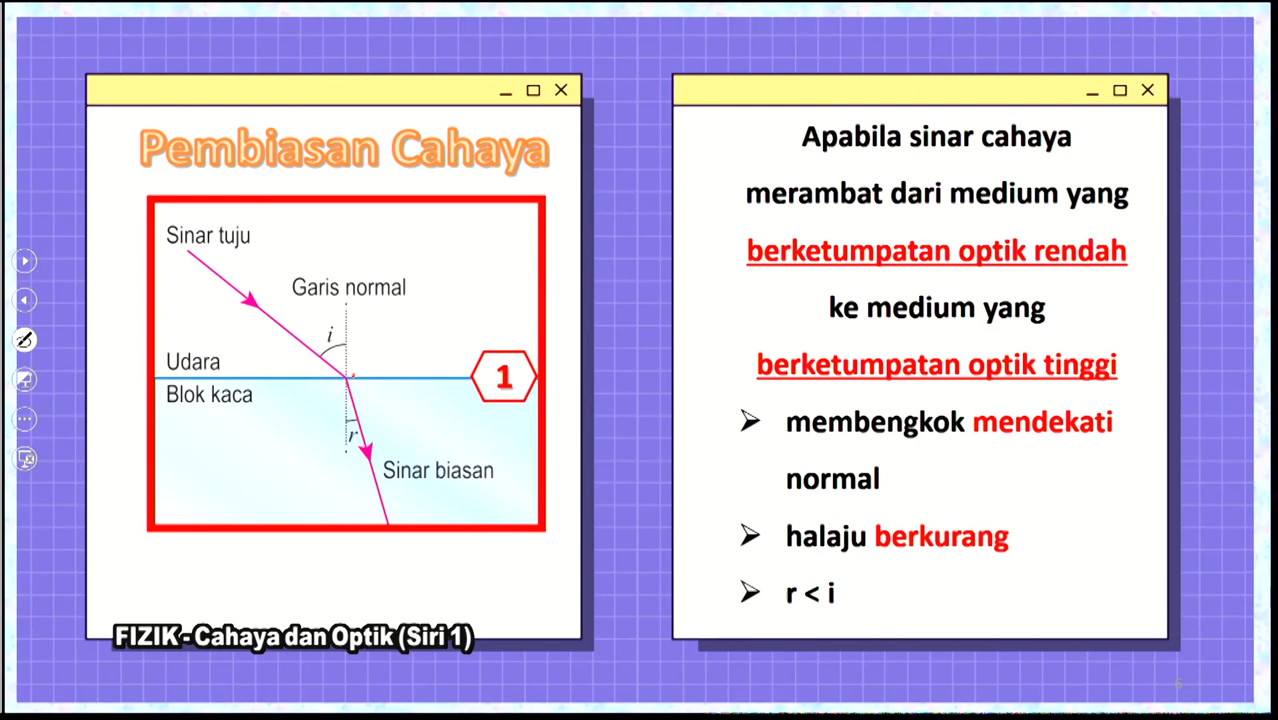 Pembiasan Cahaya
Sinar tuju
Garis normal
i
Udara
Blok kaca
1
r
Sinar biasan
FIZIK - Cahaya dan Optik (Siri 1)
Apabila sinar cahaya
merambat dari medium yang
berketumpatan optik rendah
ke medium yang
berketumpatan optik tinggi
➢ membengkok mendekati
normal
➢ halaju berkurang
➢ r < i
6